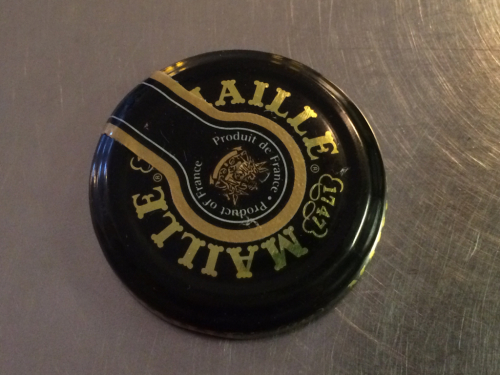 MAILLE®
1747
MAILLE®
Produit de France • Product of France